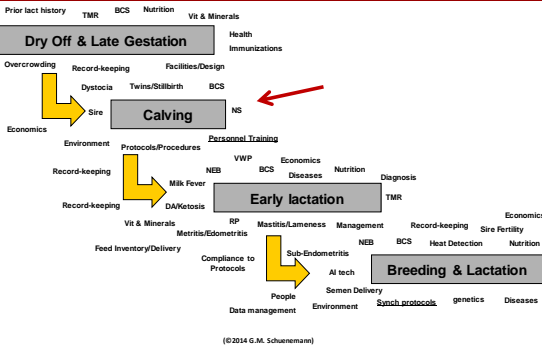 Prior lact history
TMR
BCS
Nutrition
Vit & Minerals
Dry Off & Late Gestation
Health
Immunizations
Overcrowding
Record-keeping
Facilities/Design
Dystocia
Twins/Stillbirth
BCS
Sire
Calving
NS
Economics
Environment
Protocols/Procedures
Personnel Training
VWP
Economics
Record-keeping
NEB
BCS
Diseases
Nutrition
Diagnosis
Milk Fever
Early lactation
TMR
Record-keeping
DA/Ketosis
Vit & Minerals
RP
Mastitis/Lameness
Management
Record-keeping
Economics
Sire Fertility
Metritis/Edometritis
NEB
BCS
Heat Detection
Nutrition
Feed Inventory/Delivery
Compliance to
Protocols
Sub-Endometritis
AI tech
Breeding & Lactation
Semen Delivery
People
Data management
Environment
Synch protocols
genetics
Diseases
(©2014 G.M. Schuenemann)